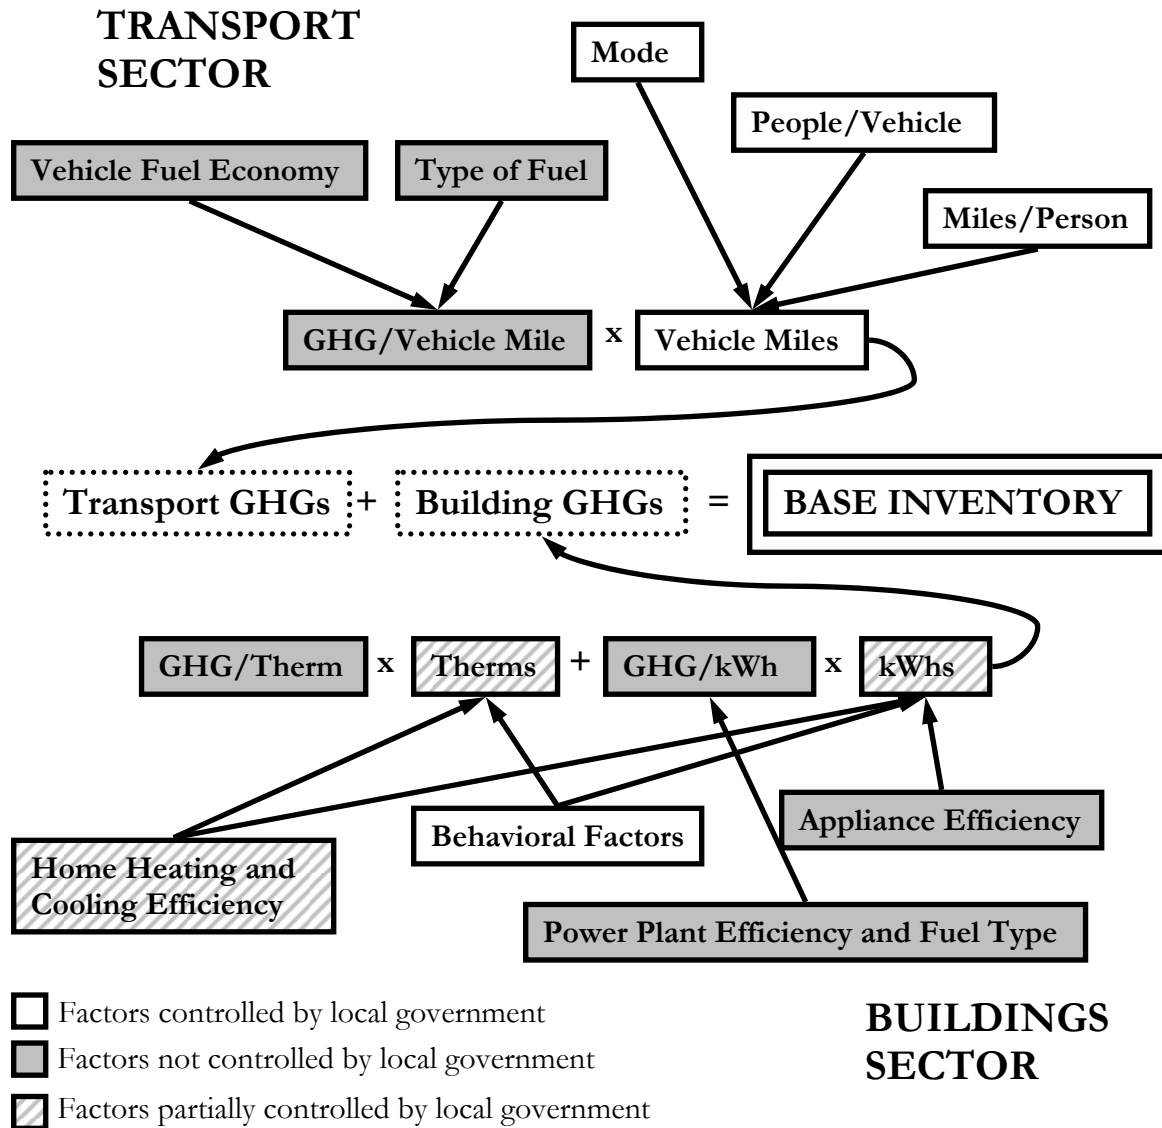 TRANSPORT
SECTOR
Mode
People/Vehicle
Vehicle Fuel Economy
Type of Fuel
Miles/Person
GHG/Vehicle Mile
x
Vehicle Miles
Transport GHGs
+
Building GHGs
=
BASE INVENTORY
GHG/Therm
x
Therms
+
GHG/kWh
x
kWhs
Appliance Efficiency
Behavioral Factors
Home Heating and
Cooling Efficiency
Power Plant Efficiency and Fuel Type
Factors controlled by local government
Factors not controlled by local government
Factors partially controlled by local government
BUILDINGS
SECTOR